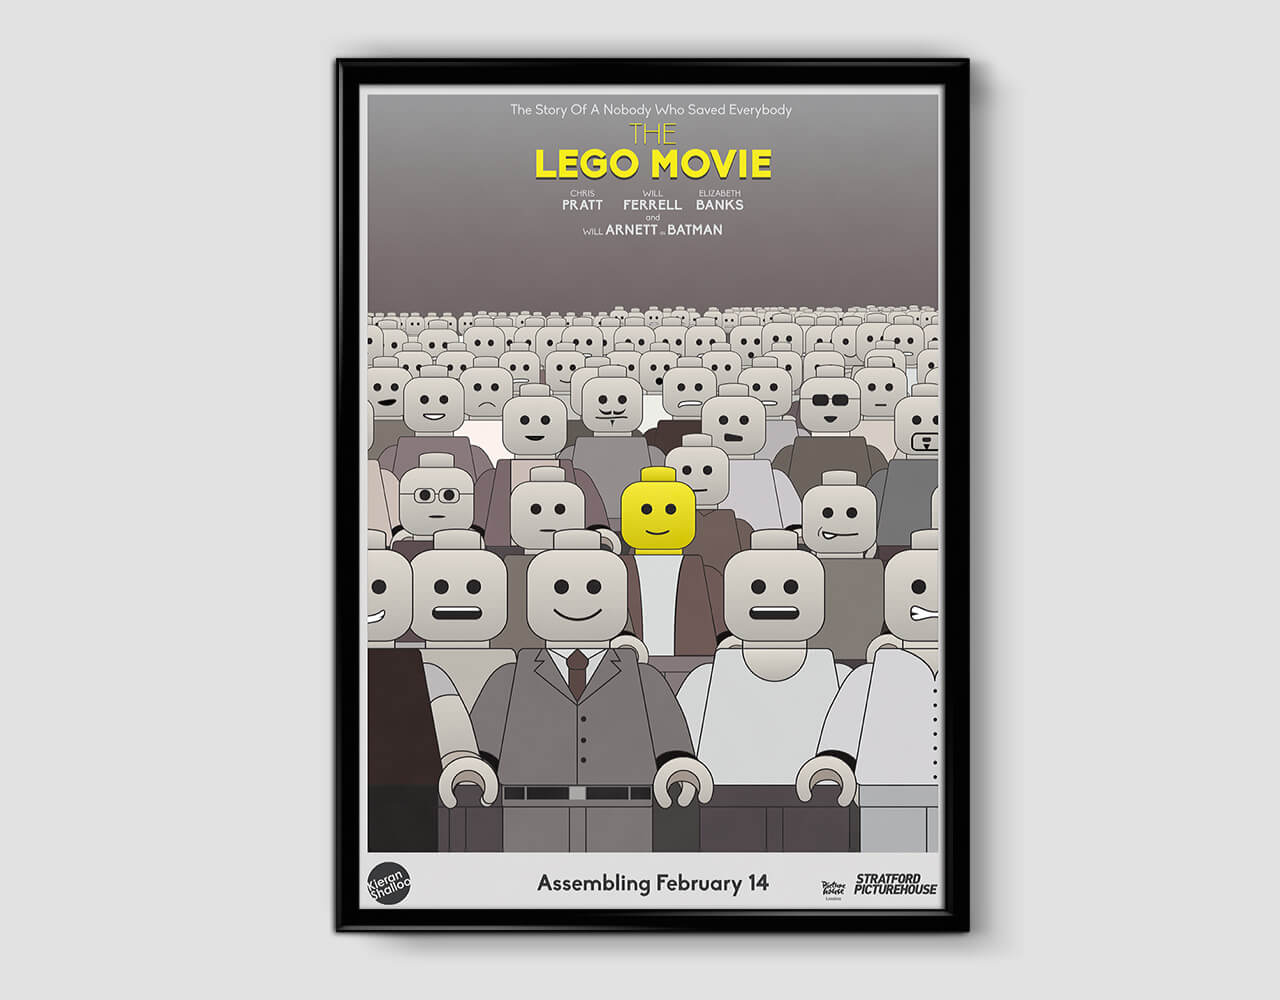 The Story Of A Nobody Who Saved Everybody
THE
LEGO MOVIE
CHRIS WILL ELIZABETH
PRATT FERRELL BANKS
and
WILL ARNETT as BATMAN
Kieran
Shalloo
Assembling February 14
Picture
House
London
STRATFORD
PICTUREHOUSE